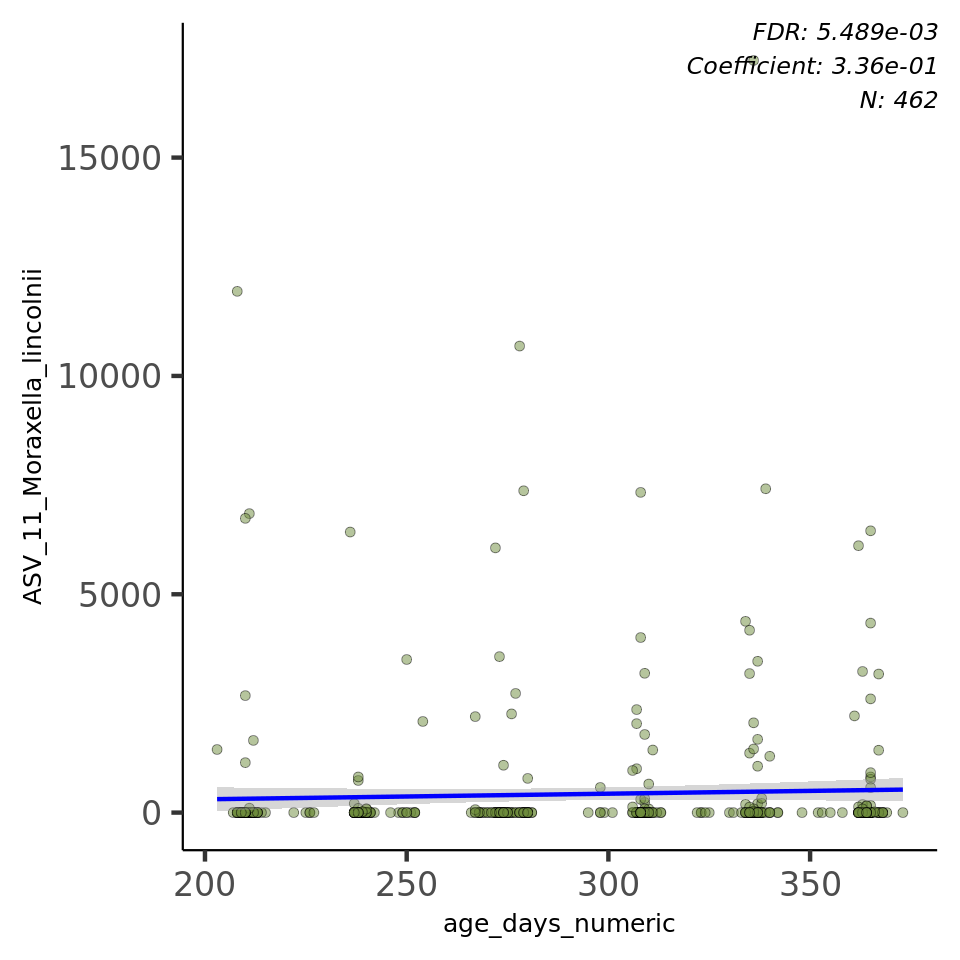 FDR: 5.489e-03
Coefficient: 3.36e-01
N: 462
15000
10000
5000
0
ASV_11_Moraxella_lincolnii
200 250 300 350
age_days_numeric